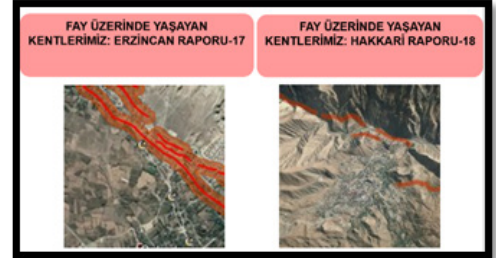 FAY ÜZERİNDE YAŞAYAN
KENTLERİMİZ: ERZİNCAN RAPORU-17
FAY ÜZERİNDE YAŞAYAN
KENTLERİMİZ: HAKKARİ RAPORU-18